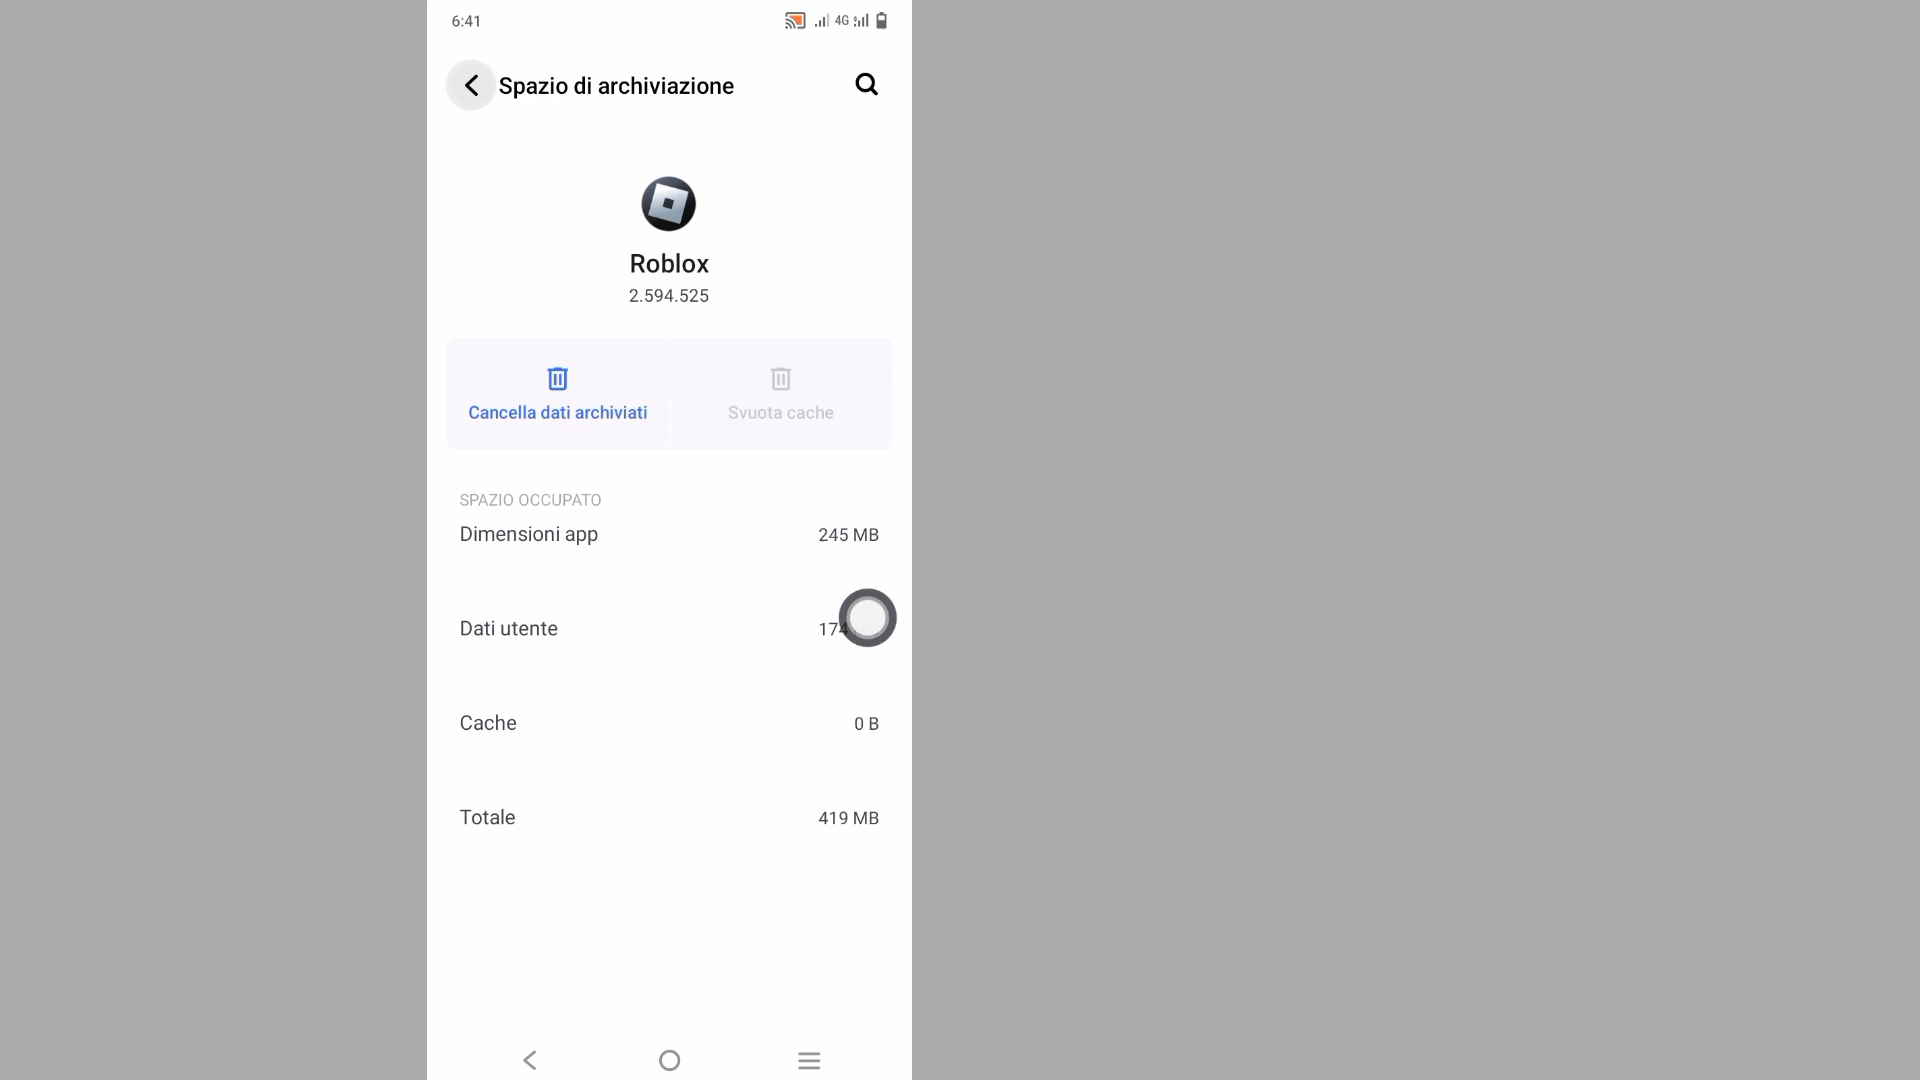 6:41
4G
Spazio di archiviazione
Roblox
2.594.525
Cancella dati archiviati
Svuota cache
SPAZIO OCCUPATO
Dimensioni app 245 MB
Dati utente 174
Cache 0 B
Totale 419 MB